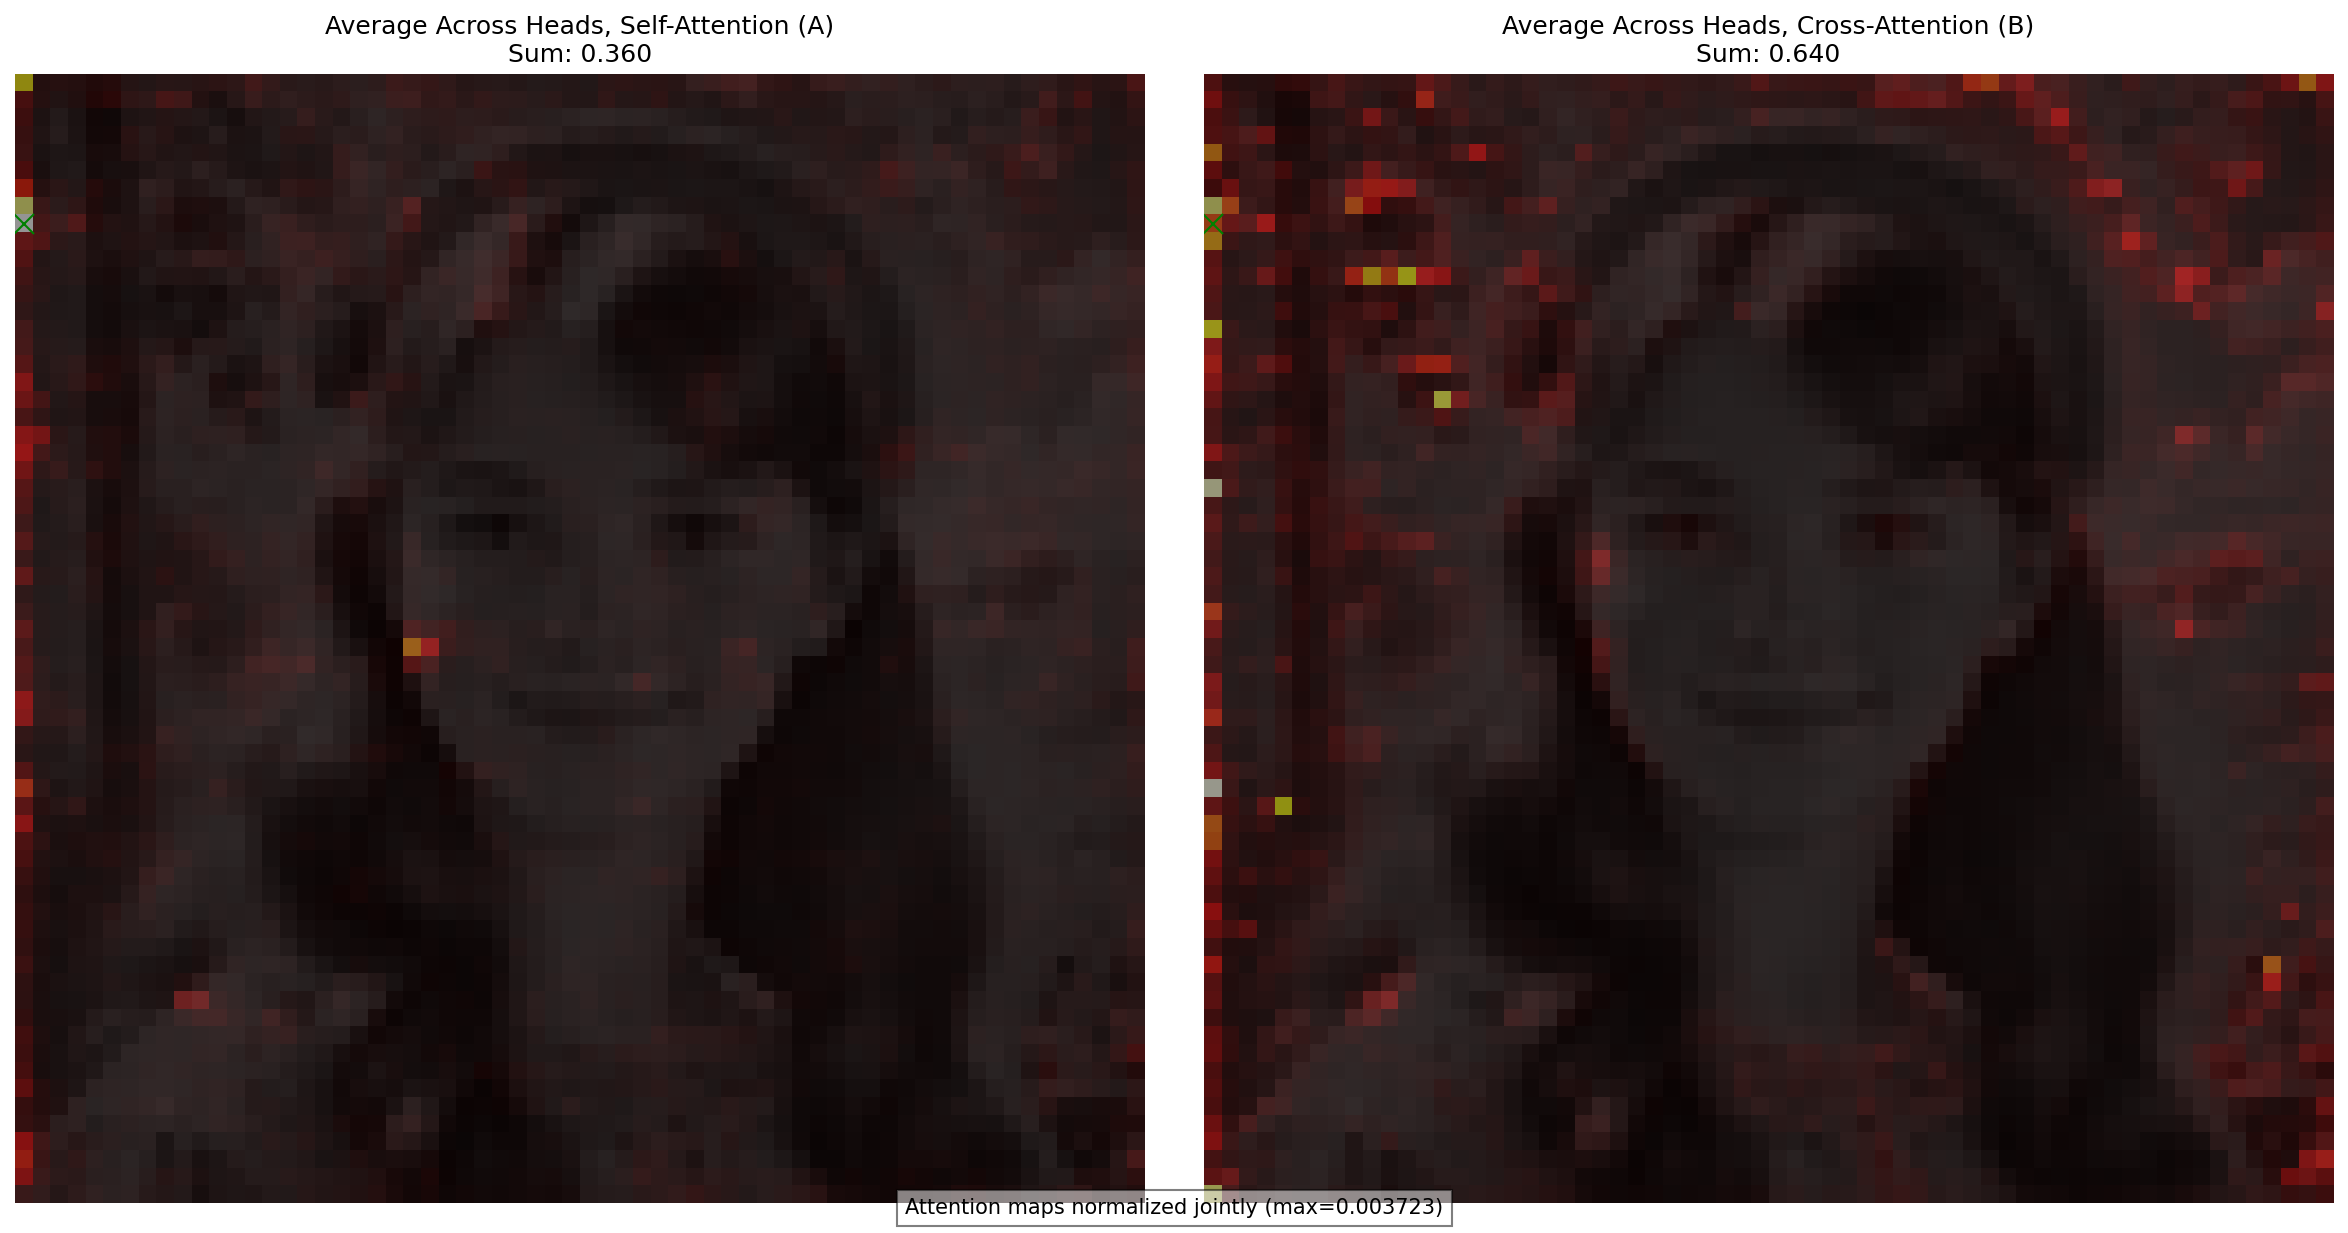 Average Across Heads, Self-Attention (A)
Sum: 0.360
Average Across Heads, Cross-Attention (B)
Sum: 0.640
Attention maps normalized jointly (max=0.003723)